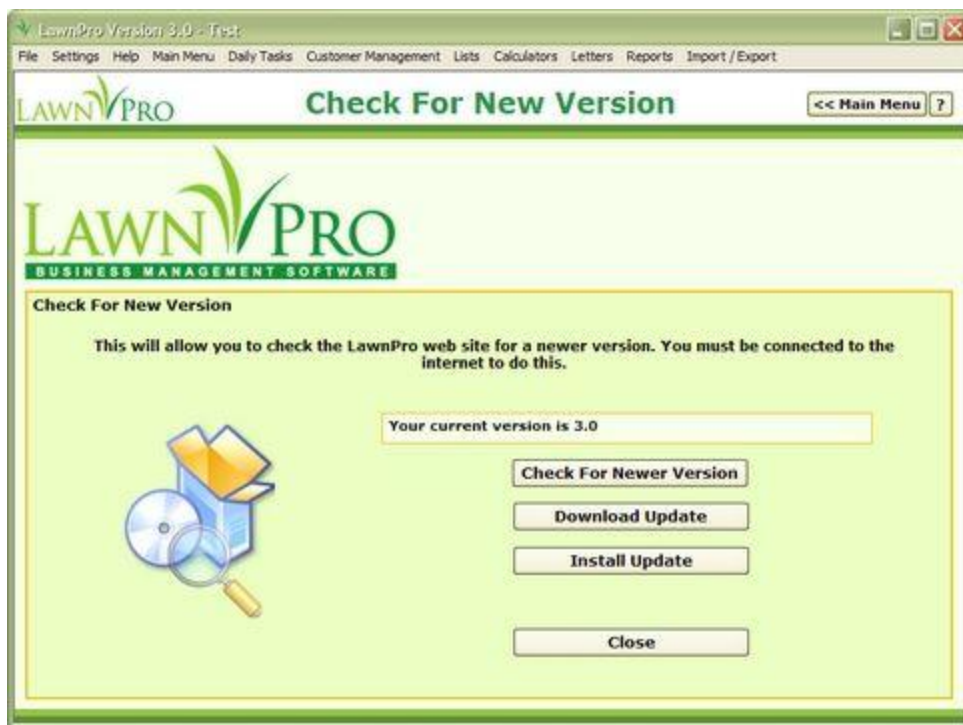 LawnPro Version 3.0 - Test
File Settings Help Main Menu Daily Tasks Customer Management Lists Calculators Letters Reports Import / Export
LAWN PRO
Check For New Version
<< Main Menu ?
LAWN PRO
BUSINESS MANAGEMENT SOFTWARE
Check For New Version
This will allow you to check the LawnPro web site for a newer version. You must be connected to the
internet to do this.
Your current version is 3.0
Check For Newer Version
Download Update
Install Update
Close